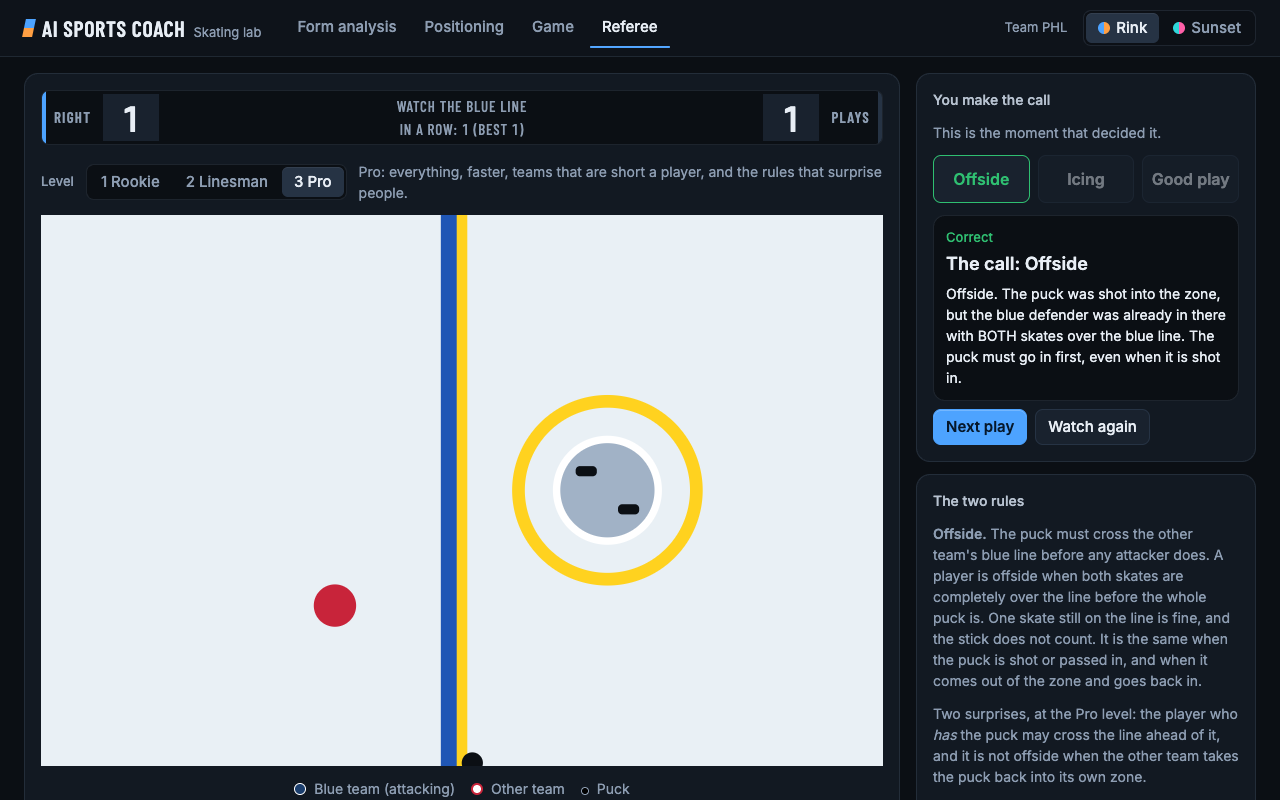 AI SPORTS COACH Skating lab
Form analysis Positioning Game Referee
Team PHL Rink Sunset
RIGHT 1
WATCH THE BLUE LINE
IN A ROW: 1 (BEST 1)
1 PLAYS
Level 1 Rookie 2 Linesman 3 Pro
Pro: everything, faster, teams that are short a player, and the rules that surprise
people.
Blue team (attacking) Other team Puck
You make the call
This is the moment that decided it.
Offside Icing Good play
Correct
The call: Offside
Offside. The puck was shot into the zone,
but the blue defender was already in there
with BOTH skates over the blue line. The
puck must go in first, even when it is shot
in.
Next play Watch again
The two rules
Offside. The puck must cross the other
team's blue line before any attacker does. A
player is offside when both skates are
completely over the line before the whole
puck is. One skate still on the line is fine, and
the stick does not count. It is the same when
the puck is shot or passed in, and when it
comes out of the zone and goes back in.
Two surprises, at the Pro level: the player who
has the puck may cross the line ahead of it,
and it is not offside when the other team takes
the puck back into its own zone.